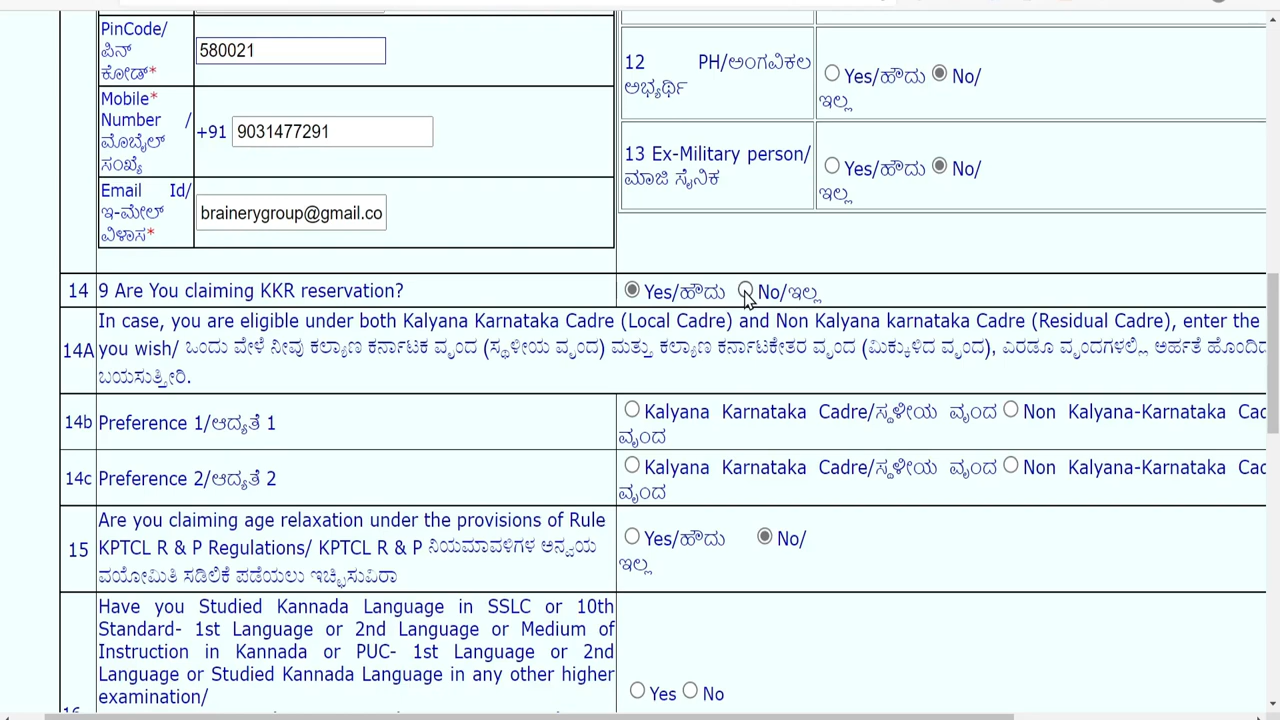 PinCode/
ಪಿನ್
ಕೋಡ್*
580021
Mobile*
Number /
ಮೊಬೈಲ್
ಸಂಖ್ಯೆ
+91 9031477291
Email Id/
ಇ-ಮೇಲ್
ವಿಳಾಸ*
brainerygroup@gmail.co
12 PH/ಅಂಗವಿಕಲ
ಅಭ್ಯರ್ಥಿ
Yes/ಹೌದು No/
ಇಲ್ಲ
13 Ex-Military person/
ಮಾಜಿ ಸೈನಿಕ
Yes/ಹೌದು No/
ಇಲ್ಲ
14 9 Are You claiming KKR reservation? Yes/ಹೌದು No/ಇಲ್ಲ
14A In case, you are eligible under both Kalyana Karnataka Cadre (Local Cadre) and Non Kalyana karnataka Cadre (Residual Cadre), enter the
you wish/ ಒಂದು ವೇಳೆ ನೀವು ಕಲ್ಯಾಣ ಕರ್ನಾಟಕ ವೃಂದ (ಸ್ಥಳೀಯ ವೃಂದ) ಮತ್ತು ಕಲ್ಯಾಣ ಕರ್ನಾಟಕೇತರ ವೃಂದ (ಮಿಕ್ಕುಳಿದ ವೃಂದ), ಎರಡೂ ವೃಂದಗಳಲ್ಲಿ ಅರ್ಹತೆ ಹೊಂದಿದ
ಬಯಸುತ್ತೀರಿ.
14b Preference 1/ಆದ್ಯತೆ 1
Kalyana Karnataka Cadre/ಸ್ಥಳೀಯ ವೃಂದ Non Kalyana-Karnataka Cad
ವೃಂದ
14c Preference 2/ಆದ್ಯತೆ 2
Kalyana Karnataka Cadre/ಸ್ಥಳೀಯ ವೃಂದ Non Kalyana-Karnataka Cad
ವೃಂದ
15 Are you claiming age relaxation under the provisions of Rule
KPTCL R & P Regulations/ KPTCL R & P ನಿಯಮಾವಳಿಗಳ ಅನ್ವಯ
ವಯೋಮಿತಿ ಸಡಿಲಿಕೆ ಪಡೆಯಲು ಇಚ್ಛಿಸುವಿರಾ
Yes/ಹೌದು No/
ಇಲ್ಲ
Have you Studied Kannada Language in SSLC or 10th
Standard- 1st Language or 2nd Language or Medium of
Instruction in Kannada or PUC- 1st Language or 2nd
Language or Studied Kannada Language in any other higher
examination/
Yes No